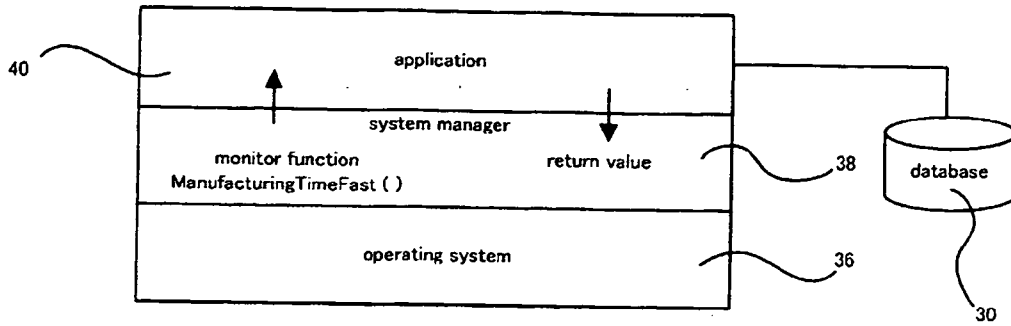 40
application
system manager
monitor function
ManufacturingTimeFast ( )
return value
38
database
operating system
36
30